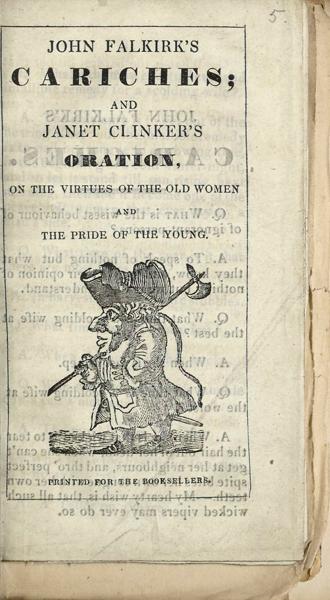 5.
JOHN FALKIRK'S
CARICHES;
AND
JANET CLINKER'S
ORATION,
ON THE VIRTUES OF THE OLD WOMEN
AND
THE PRIDE OF THE YOUNG.
PRINTED FOR THE BOOKSELLERS.